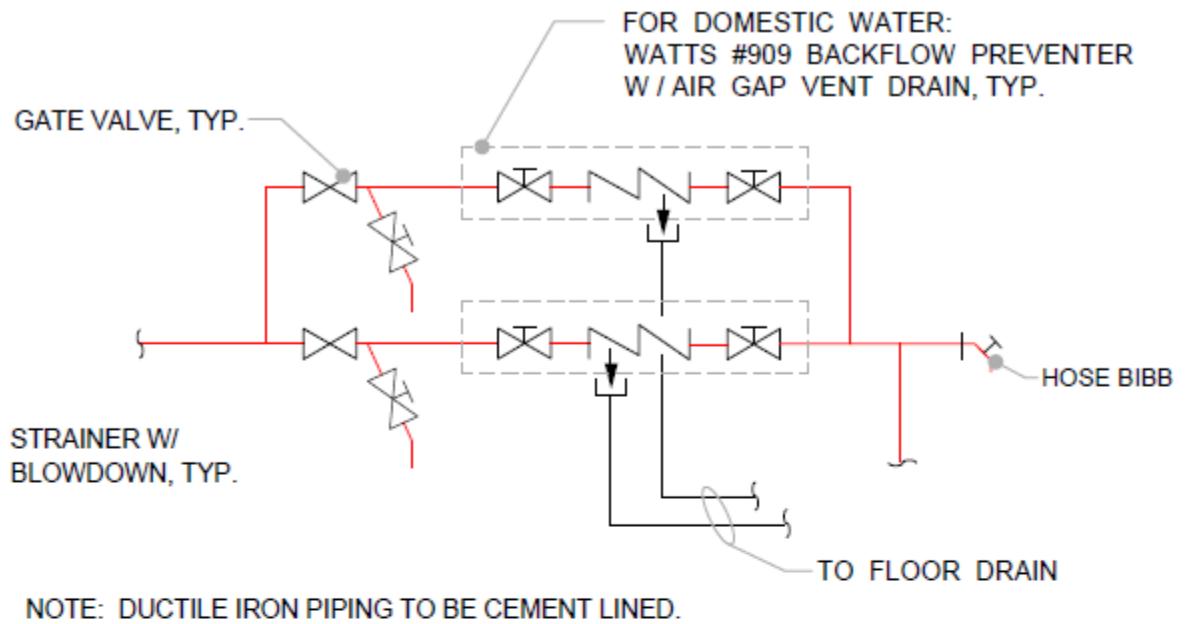 FOR DOMESTIC WATER:
WATTS #909 BACKFLOW PREVENTER
W / AIR GAP VENT DRAIN, TYP.
GATE VALVE, TYP.
HOSE BIBB
STRAINER W/
BLOWDOWN, TYP.
TO FLOOR DRAIN
NOTE: DUCTILE IRON PIPING TO BE CEMENT LINED.